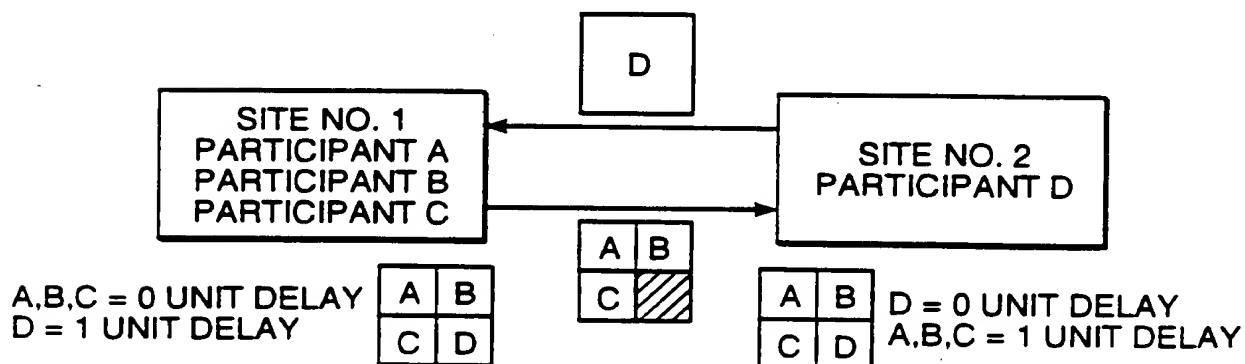 D
SITE NO. 1
PARTICIPANT A
PARTICIPANT B
PARTICIPANT C
SITE NO. 2
PARTICIPANT D
A B
C
A,B,C = 0 UNIT DELAY
D = 1 UNIT DELAY
A B
C D
A B
C D
D = 0 UNIT DELAY
A,B,C = 1 UNIT DELAY